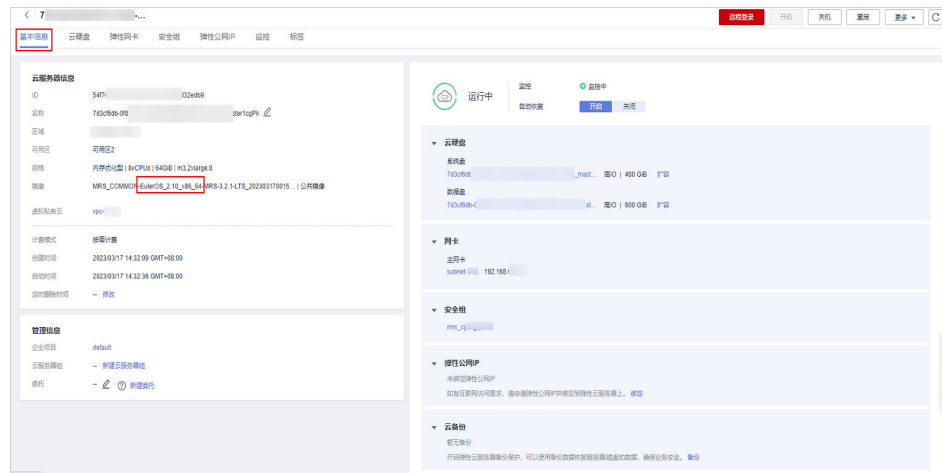 7 -...
远程登录 开机 关机 重启 更多 C
基本信息 云硬盘 弹性网卡 安全组 弹性公网IP 监控 标签
云服务器信息
ID 54f7 l32edb9
名称 7d3cf6db-0f8 ster1cgPk
区域
可用区 可用区2
规格 内存优化型 | 8vCPUs | 64GiB | m3.2xlarge.8
镜像 MRS_COMMON-EulerOS_2.10_x86_64-MRS-3.2.1-LTS_202303170015... | 公共镜像
虚拟私有云 vpc-
计费模式 按需计费
创建时间 2023/03/17 14:32:09 GMT+08:00
启动时间 2023/03/17 14:32:36 GMT+08:00
定时删除时间 -- 修改
管理信息
企业项目 default
云服务器组 -- 新建云服务器组
委托 -- 新建委托
运行中
监控 监控中
自动恢复 开启 关闭
云硬盘
系统盘
7d3cf6dt _mast... 高IO | 480 GiB 扩容
数据盘
7d3cf6db-0 st... 高IO | 600 GiB 扩容
网卡
主网卡
subnet- 192.168.
安全组
mrs_
弹性公网IP
未绑定弹性公网IP
如有互联网访问需求，请申请弹性公网IP并绑定到弹性云服务器上。 绑定
云备份
暂无备份
开启弹性云服务器备份保护，可以使用备份数据恢复服务器/磁盘的数据，确保业务安全。 备份